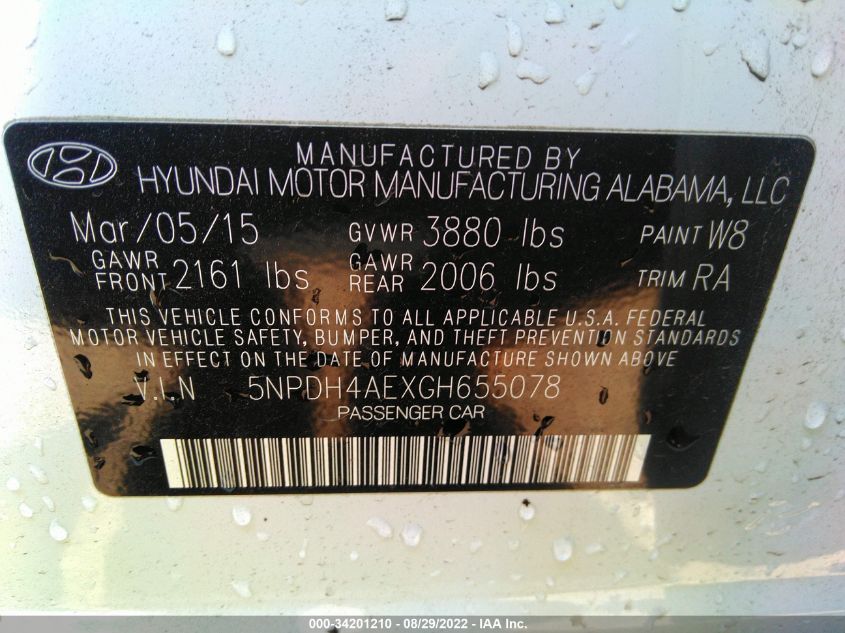 MANUFACTURED BY
HYUNDAI MOTOR MANUFACTURING ALABAMA, LLC
Mar/05/15 GVWR 3880 lbs PAINT W8
GAWR FRONT 2161 lbs GAWR REAR 2006 lbs TRIM RA
THIS VEHICLE CONFORMS TO ALL APPLICABLE U.S.A. FEDERAL
MOTOR VEHICLE SAFETY, BUMPER, AND THEFT PREVENTION STANDARDS
IN EFFECT ON THE DATE OF MANUFACTURE SHOWN ABOVE
V.I.N 5NPDH4AEXGH655078
PASSENGER CAR
000-34201210 - 08/29/2022 - IAA Inc.